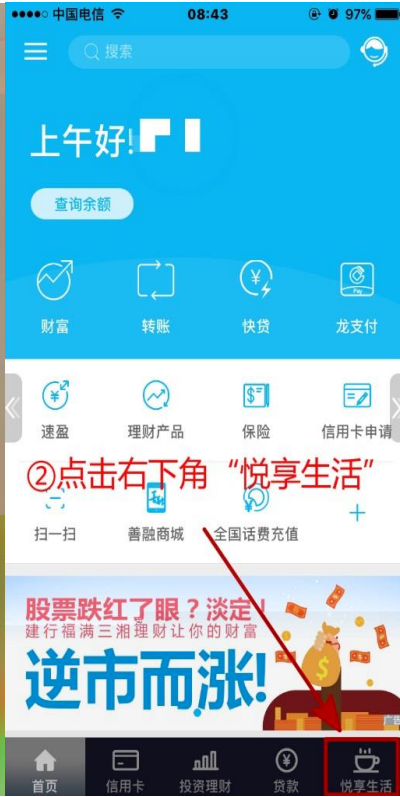 中国电信 08:43 97%
搜索
上午好!
查询余额
财富 转账 快贷 龙支付
Pay
速盈 理财产品 保险 信用卡申请
②点击右下角“悦享生活”
扫一扫 善融商城 全国话费充值
股票跌红了眼？淡定！
建行福满三湘理财让你的财富
逆市而涨!
广告
首页 信用卡 投资理财 贷款 悦享生活